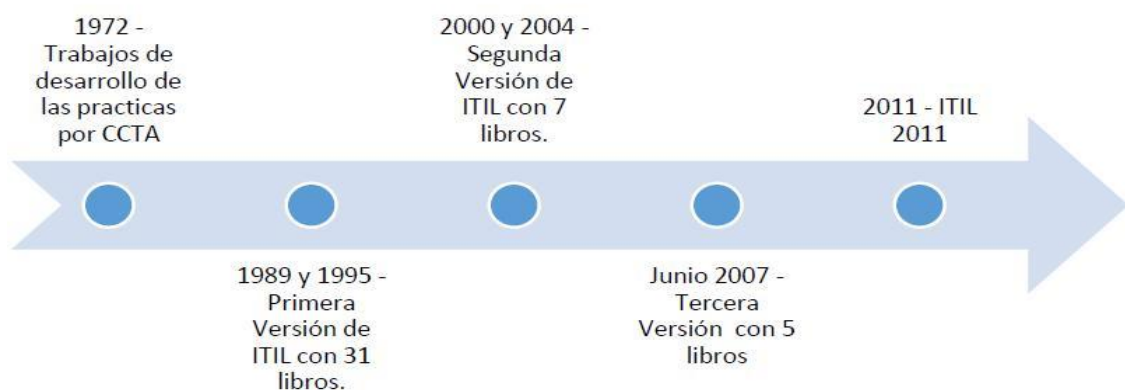 1972 -
Trabajos de
desarrollo de
las practicas
por CCTA
1989 y 1995 -
Primera
Versión de
ITIL con 31
libros.
2000 y 2004 -
Segunda
Versión de
ITIL con 7
libros.
Junio 2007 -
Tercera
Versión con 5
libros
2011 - ITIL
2011